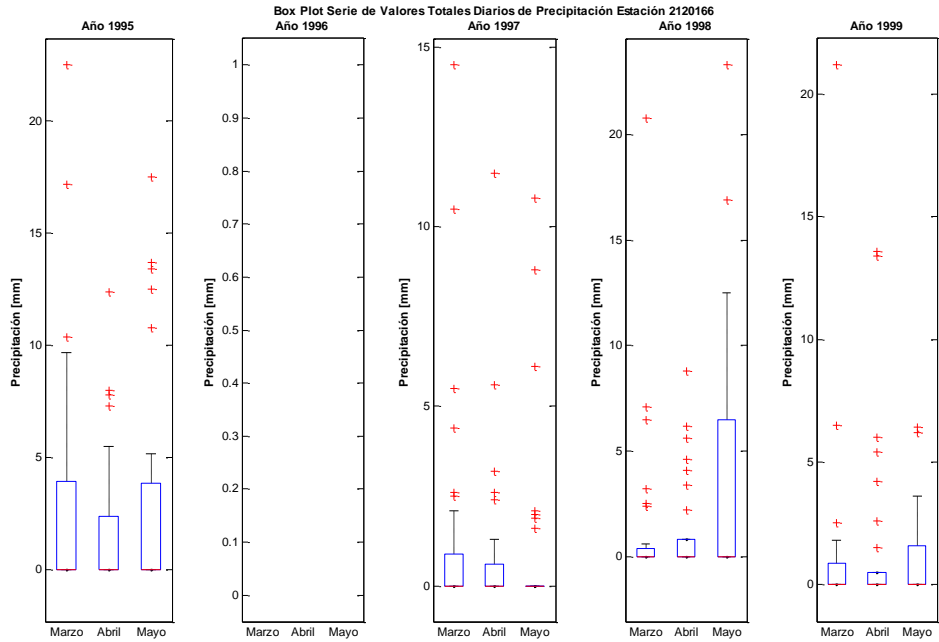 Box Plot Serie de Valores Totales Diarios de Precipitación Estación 2120166
Año 1995
Precipitación [mm]
20
15
10
5
0
Marzo Abril Mayo
Año 1996
Precipitación [mm]
1
0.9
0.8
0.7
0.6
0.5
0.4
0.3
0.2
0.1
0
Marzo Abril Mayo
Año 1997
Precipitación [mm]
15
10
5
0
Marzo Abril Mayo
Año 1998
Precipitación [mm]
20
15
10
5
0
Marzo Abril Mayo
Año 1999
Precipitación [mm]
20
15
10
5
0
Marzo Abril Mayo